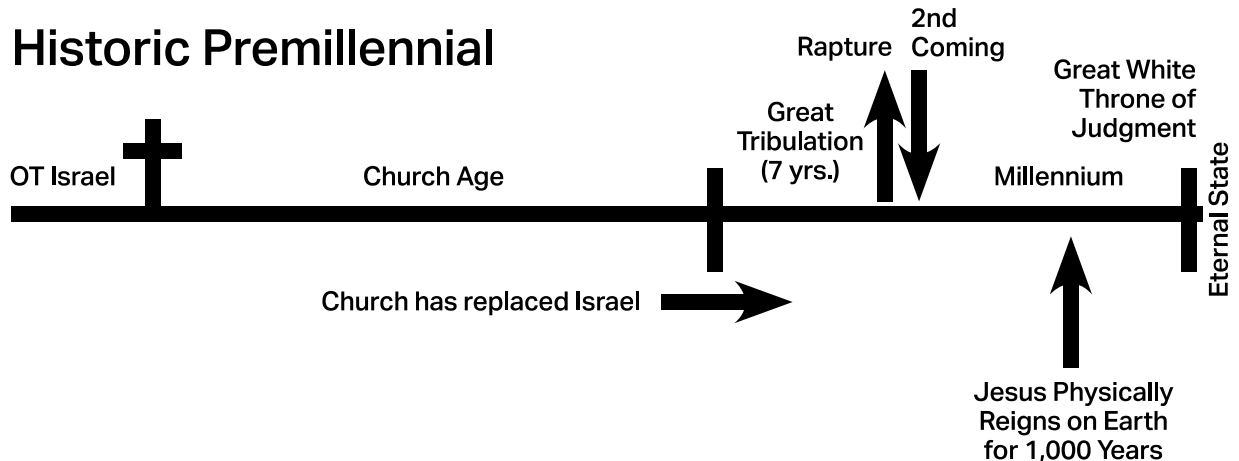 Historic Premillennial
OT Israel
Church Age
Great
Tribulation
(7 yrs.)
Rapture
2nd
Coming
Millennium
Great White
Throne of
Judgment
Eternal State
Church has replaced Israel
Jesus Physically
Reigns on Earth
for 1,000 Years